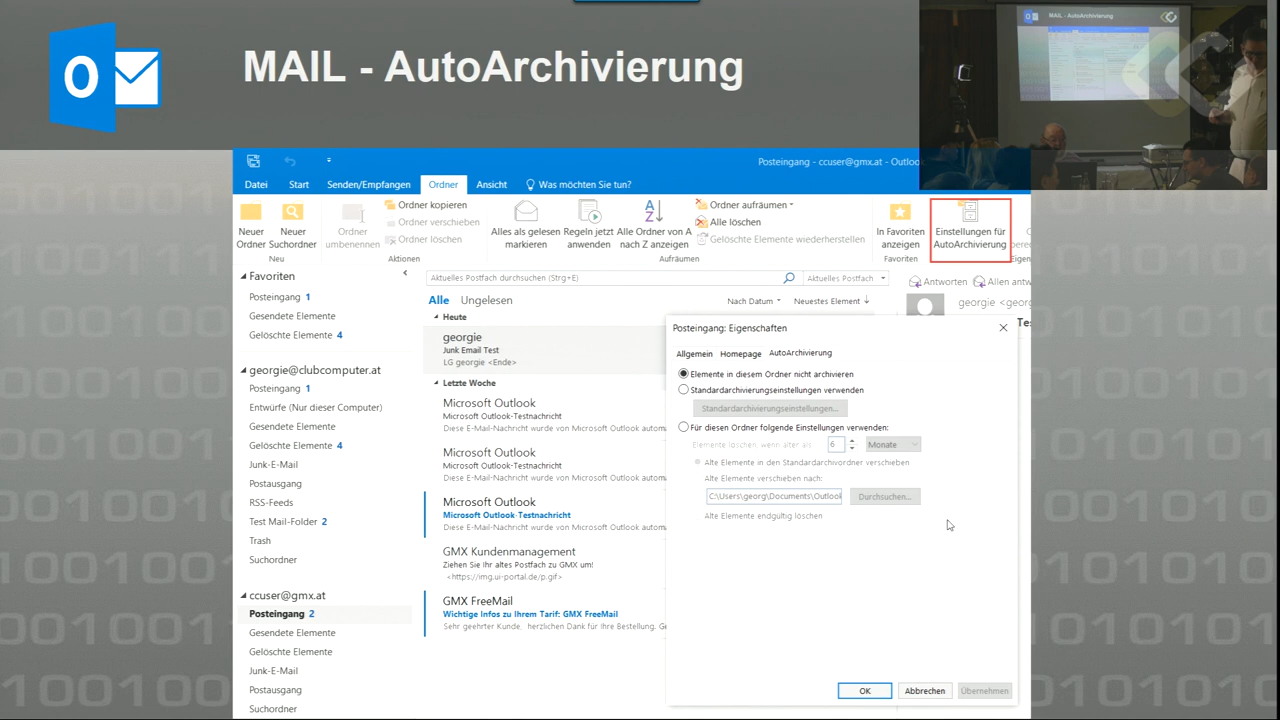 MAIL - AutoArchivierung
MAIL - AutoArchivierung
Posteingang - ccuser@gmx.at - Outlo
Datei Start Senden/Empfangen Ordner Ansicht Was möchten Sie tun?
Neuer Ordner
Neuer Suchordner
Neu
Ordner umbenennen
Ordner kopieren
Ordner verschieben
Ordner löschen
Aktionen
Alles als gelesen markieren
Regeln jetzt anwenden
Alle Ordner von A nach Z anzeigen
Ordner aufräumen
Alle löschen
Gelöschte Elemente wiederherstellen
Aufräumen
In Favoriten anzeigen
Favoriten
Einstellungen für AutoArchivierung
Eigen
Favoriten
Posteingang 1
Gesendete Elemente
Gelöschte Elemente 4
georgie@clubcomputer.at
Posteingang 1
Entwürfe (Nur dieser Computer)
Gesendete Elemente
Gelöschte Elemente 4
Junk-E-Mail
Postausgang
RSS-Feeds
Test Mail-Folder 2
Trash
Suchordner
ccuser@gmx.at
Posteingang 2
Gesendete Elemente
Gelöschte Elemente
Junk-E-Mail
Postausgang
Suchordner
Aktuelles Postfach durchsuchen (Strg+E) Aktuelles Postfach
Alle Ungelesen Nach Datum Neuestes Element
Heute
georgie
Junk Email Test
LG georgie <Ende>
Letzte Woche
Microsoft Outlook
Microsoft Outlook-Testnachricht
Diese E-Mail-Nachricht wurde von Microsoft Outlook automa
Microsoft Outlook
Microsoft Outlook-Testnachricht
Diese E-Mail-Nachricht wurde von Microsoft Outlook automa
Microsoft Outlook
Microsoft Outlook-Testnachricht
Diese E-Mail-Nachricht wurde von Microsoft Outlook automa
GMX Kundenmanagement
Ziehen Sie Ihr altes Postfach zu GMX um!
<https://img.ui-portal.de/p.gif>
GMX FreeMail
Wichtige Infos zu Ihrem Tarif: GMX FreeMail
Sehr geehrter Kunde, herzlichen Dank für Ihre Bestellung. Ge
Antworten Allen antw
georgie <georg
Tes
Posteingang: Eigenschaften
Allgemein Homepage AutoArchivierung
Elemente in diesem Ordner nicht archivieren
Standardarchivierungseinstellungen verwenden
Standardarchivierungseinstellungen...
Für diesen Ordner folgende Einstellungen verwenden:
Elemente löschen, wenn älter als 6 Monate
Alte Elemente in den Standardarchivordner verschieben
Alte Elemente verschieben nach:
C:\Users\georg\Documents\Outlook Durchsuchen...
Alte Elemente endgültig löschen
OK Abbrechen Übernehmen